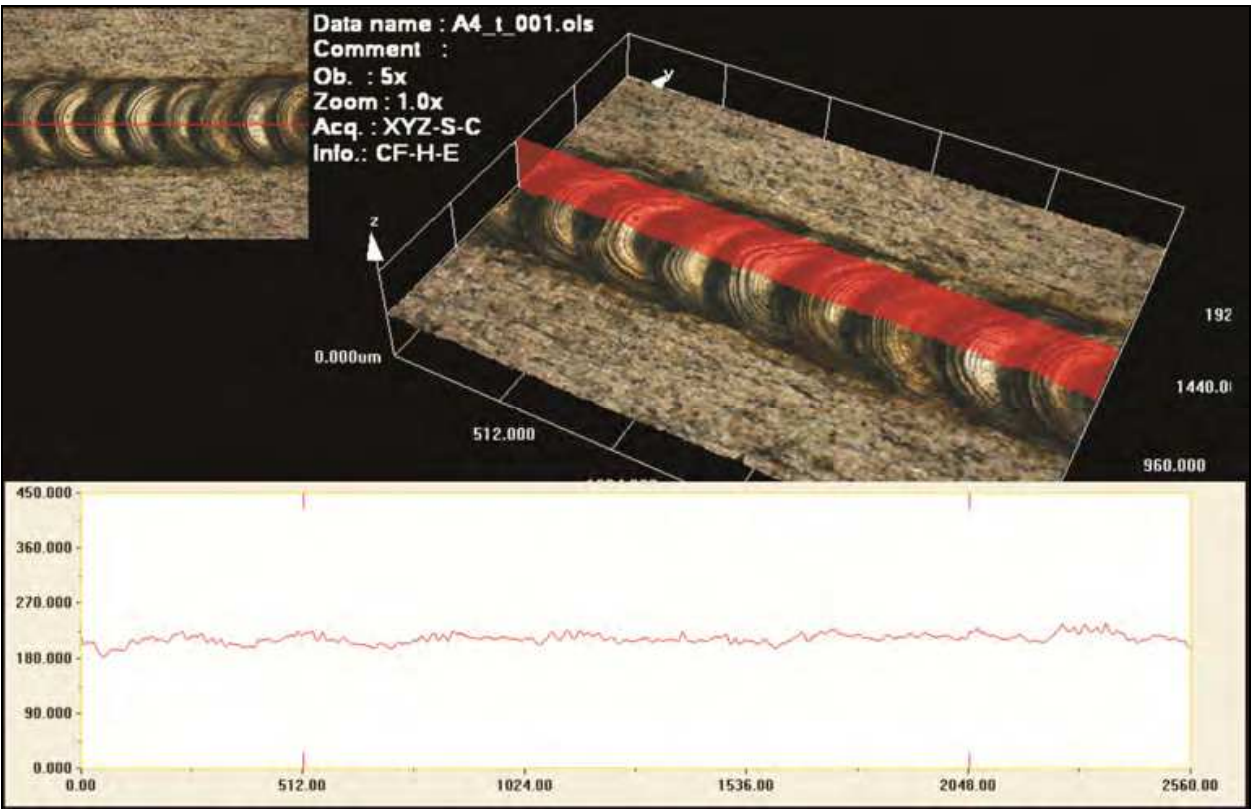 Data name : A4_t_001.ols
Comment :
Ob. : 5x
Zoom : 1.0x
Acq. : XYZ-S-C
Info.: CF-H-E
y
z
192
0.000um
1440.0
512.000
960.000
450.000
360.000
270.000
180.000
90.000
0.000
0.00 512.00 1024.00 1536.00 2048.00 2560.00